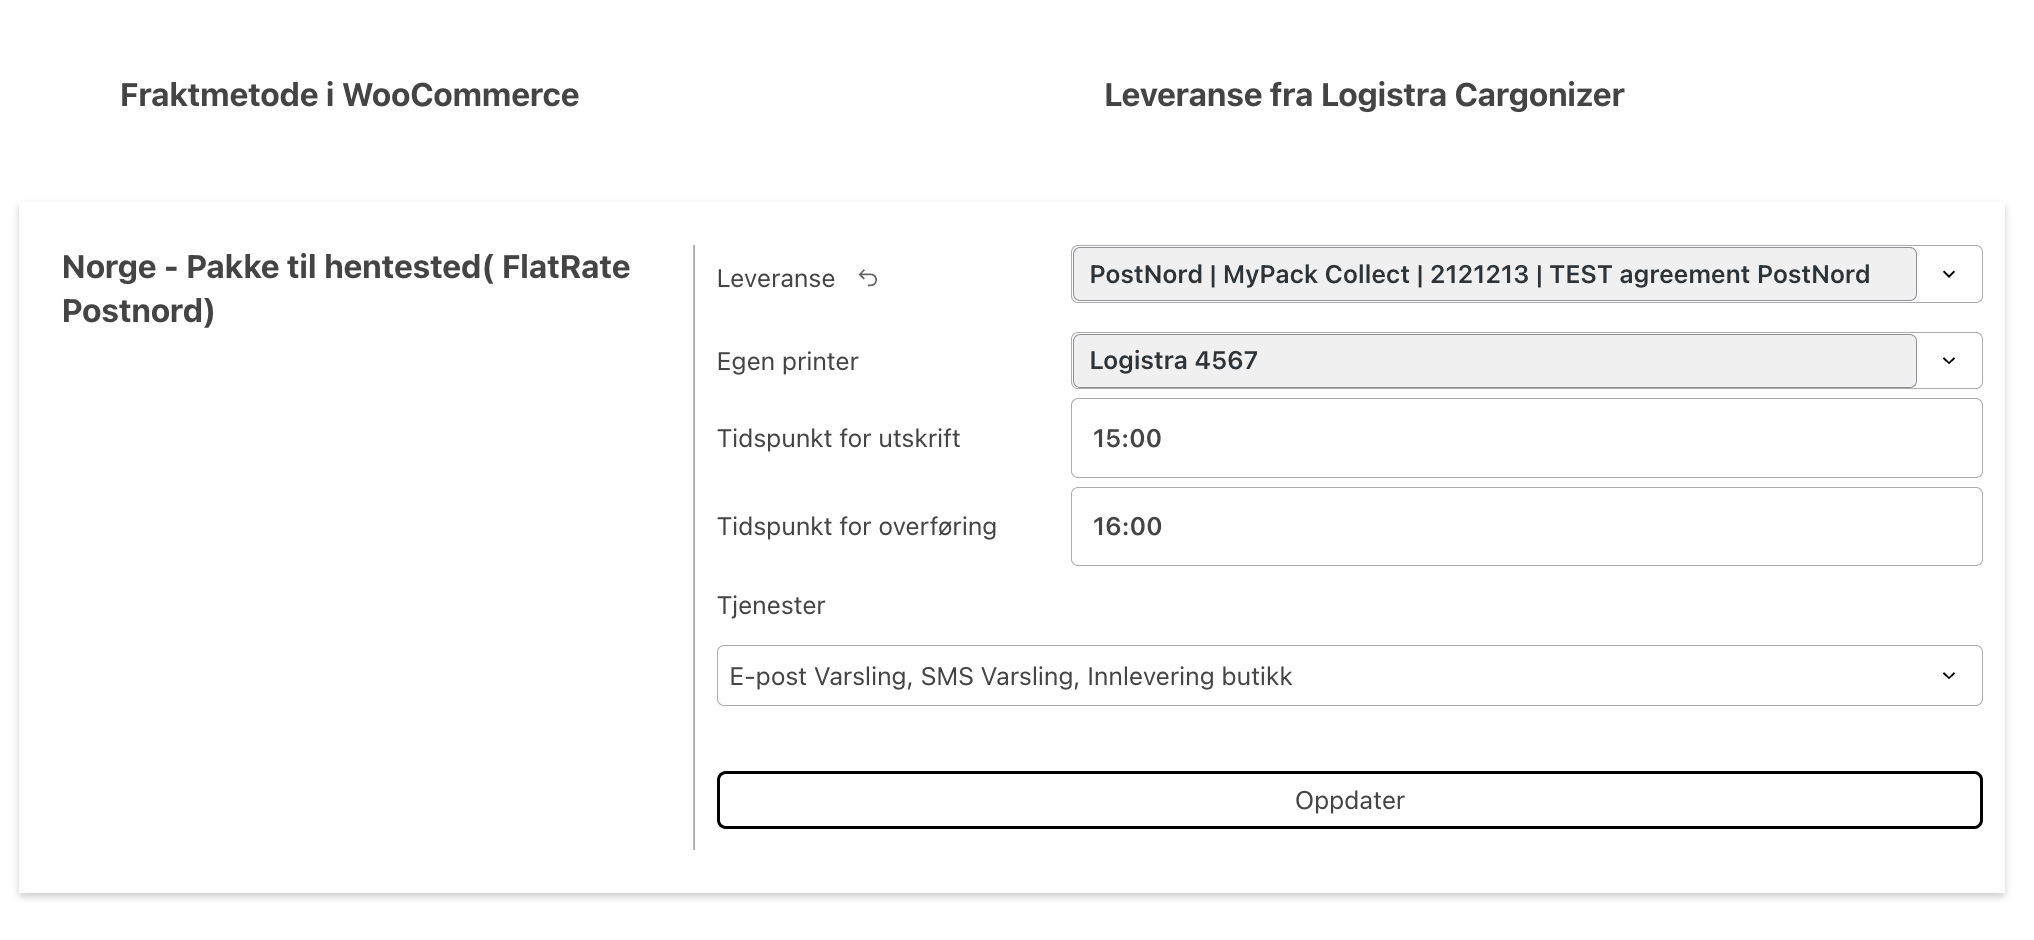 Fraktmetode i WooCommerce
Leveranse fra Logistra Cargonizer
Norge - Pakke til hentested( FlatRate
Postnord)
Leveranse
PostNord | MyPack Collect | 2121213 | TEST agreement PostNord
Egen printer
Logistra 4567
Tidspunkt for utskrift
15:00
Tidspunkt for overføring
16:00
Tjenester
E-post Varsling, SMS Varsling, Innlevering butikk
Oppdater